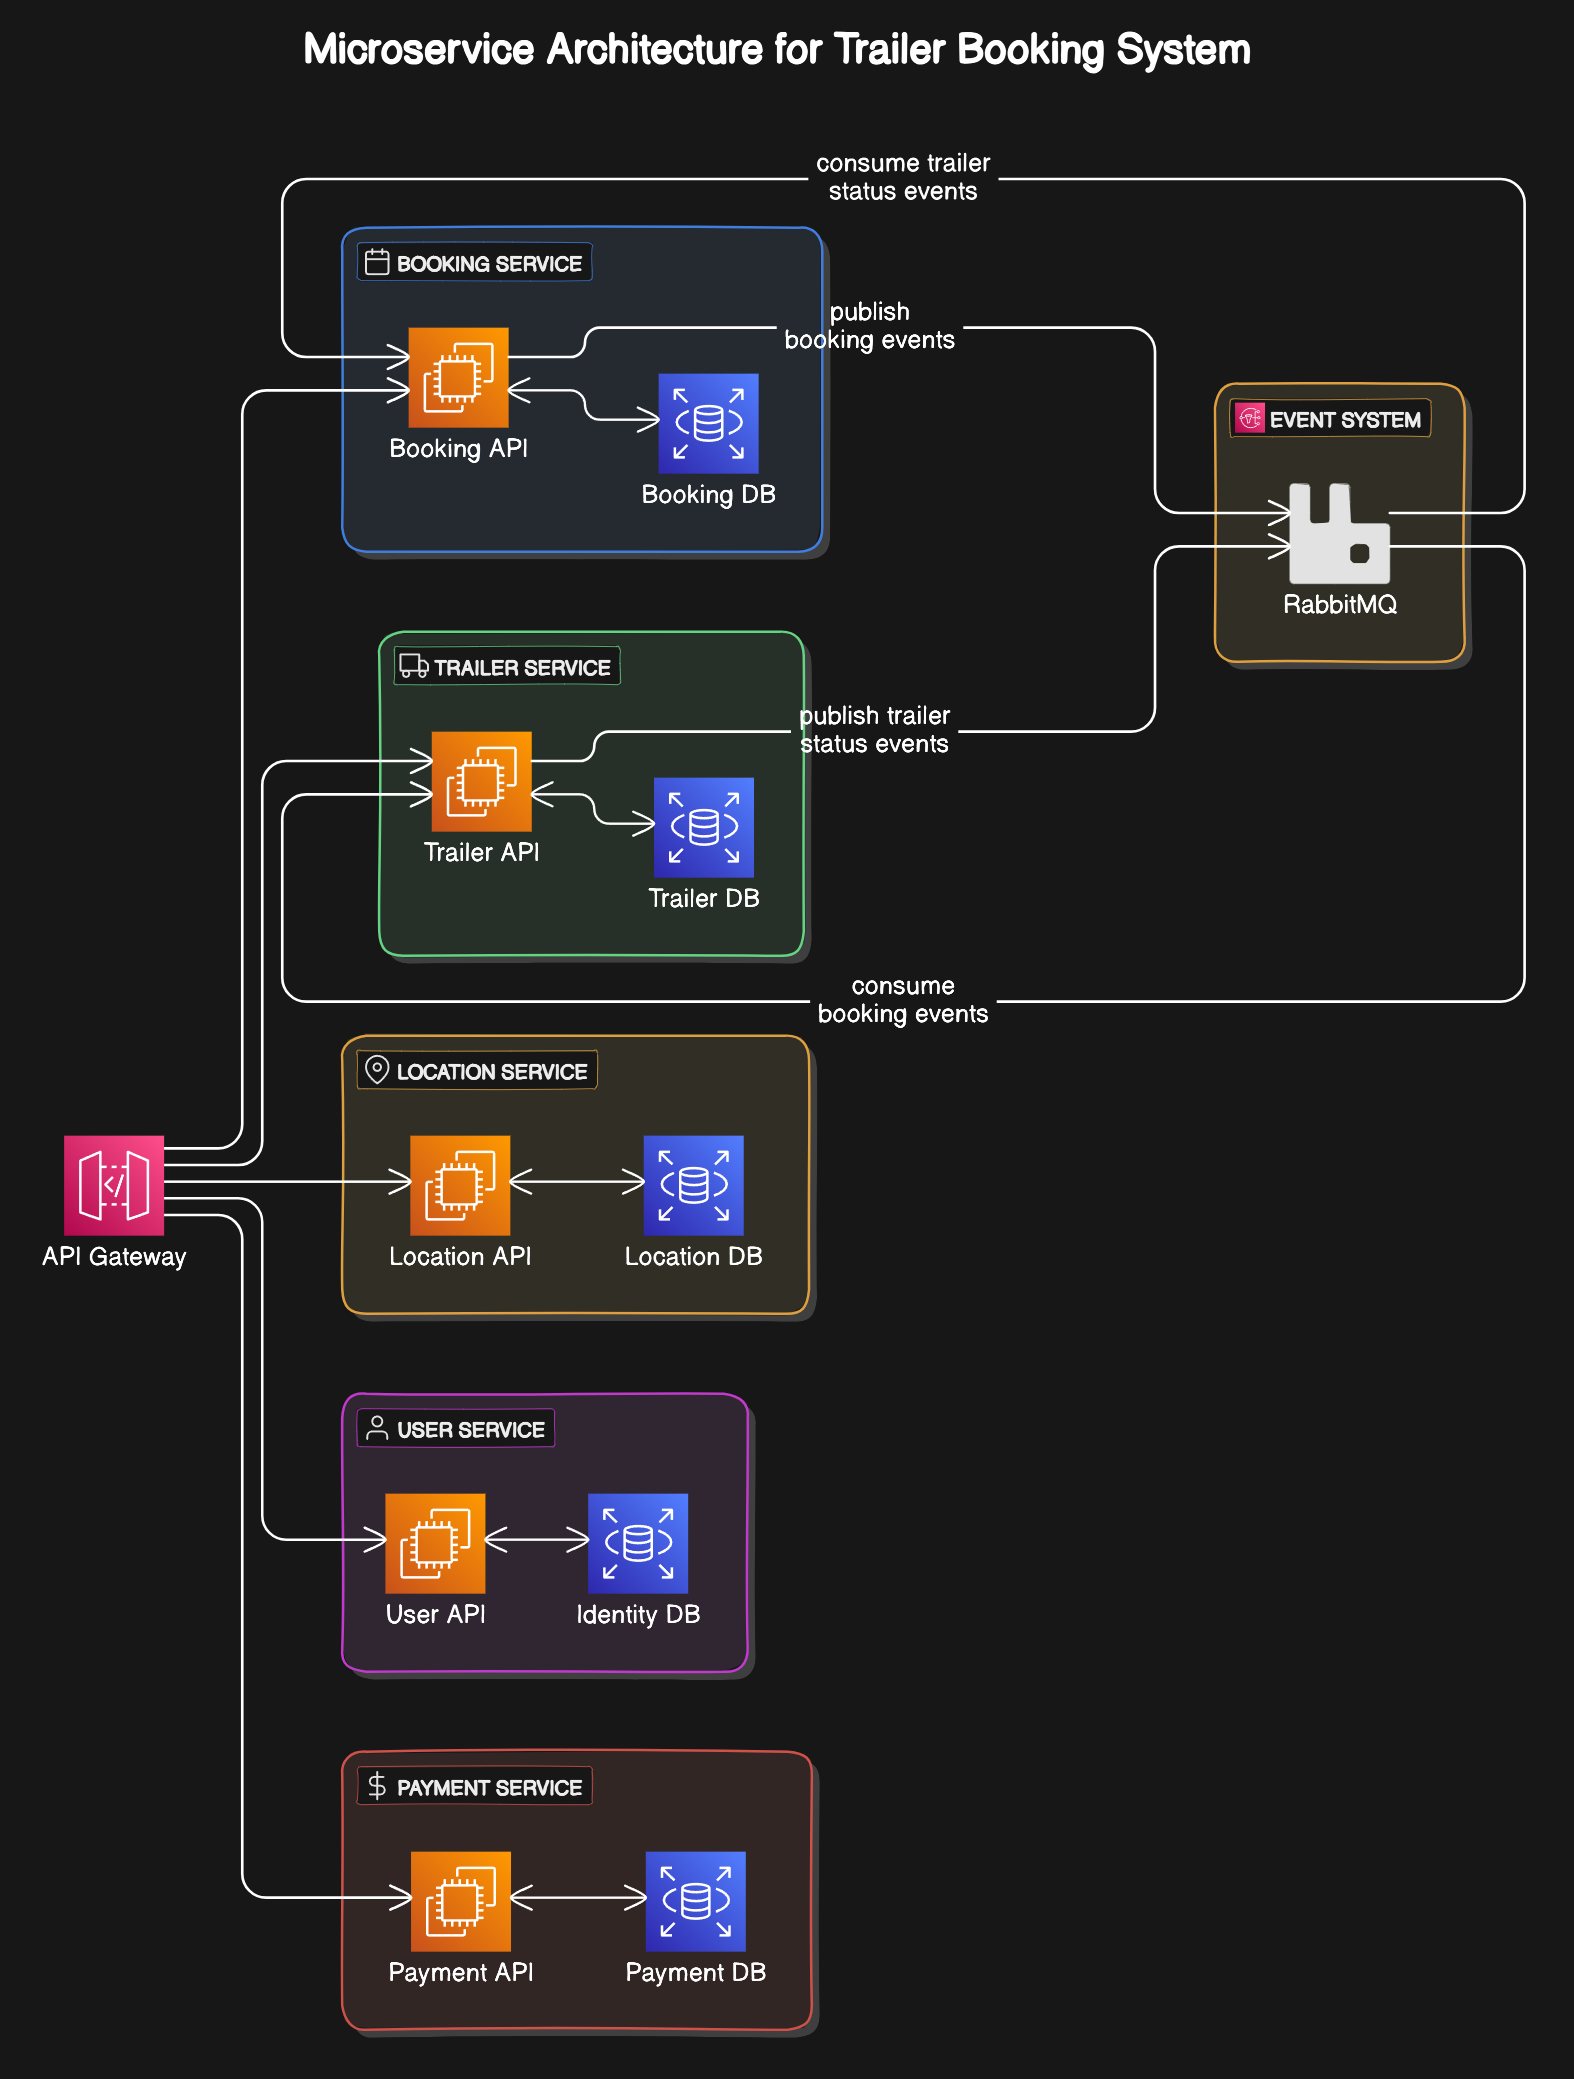 Microservice Architecture for Trailer Booking System
consume trailer
status events
BOOKING SERVICE
publish
booking events
Booking API
Booking DB
EVENT SYSTEM
RabbitMQ
TRAILER SERVICE
publish trailer
status events
Trailer API
Trailer DB
consume
booking events
LOCATION SERVICE
API Gateway
Location API
Location DB
USER SERVICE
User API
Identity DB
PAYMENT SERVICE
Payment API
Payment DB